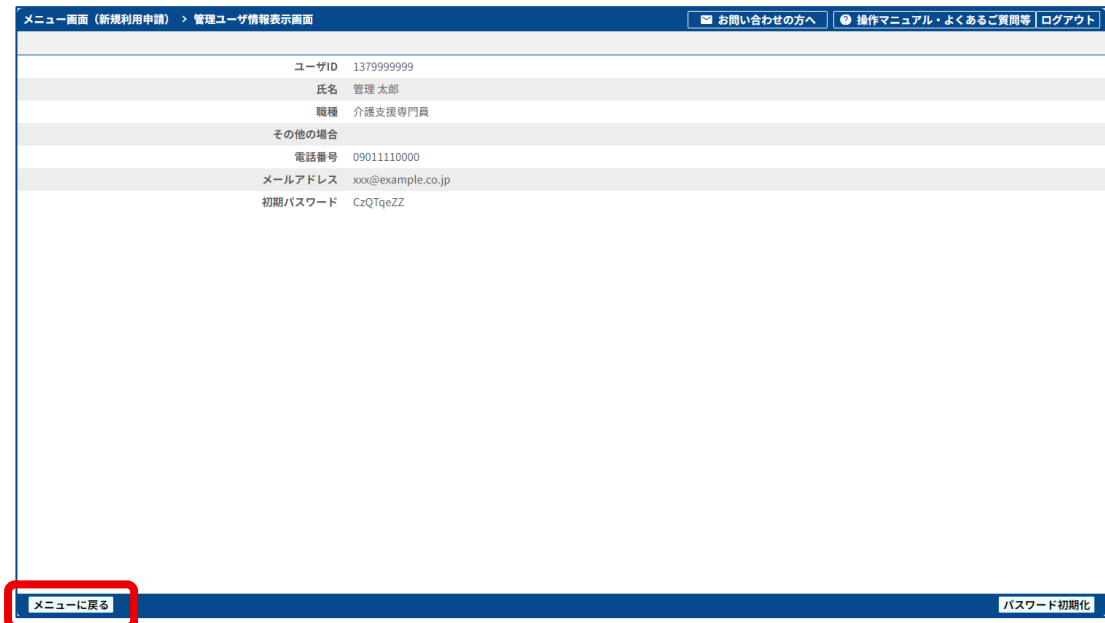 メニュー画面（新規利用申請） > 管理ユーザ情報表示画面 お問い合わせの方へ 操作マニュアル・よくあるご質問等 ログアウト
ユーザID 1379999999
氏名 管理 太郎
職種 介護支援専門員
その他の場合
電話番号 09011110000
メールアドレス xxx@example.co.jp
初期パスワード CzQTqeZZ
メニューに戻る パスワード初期化